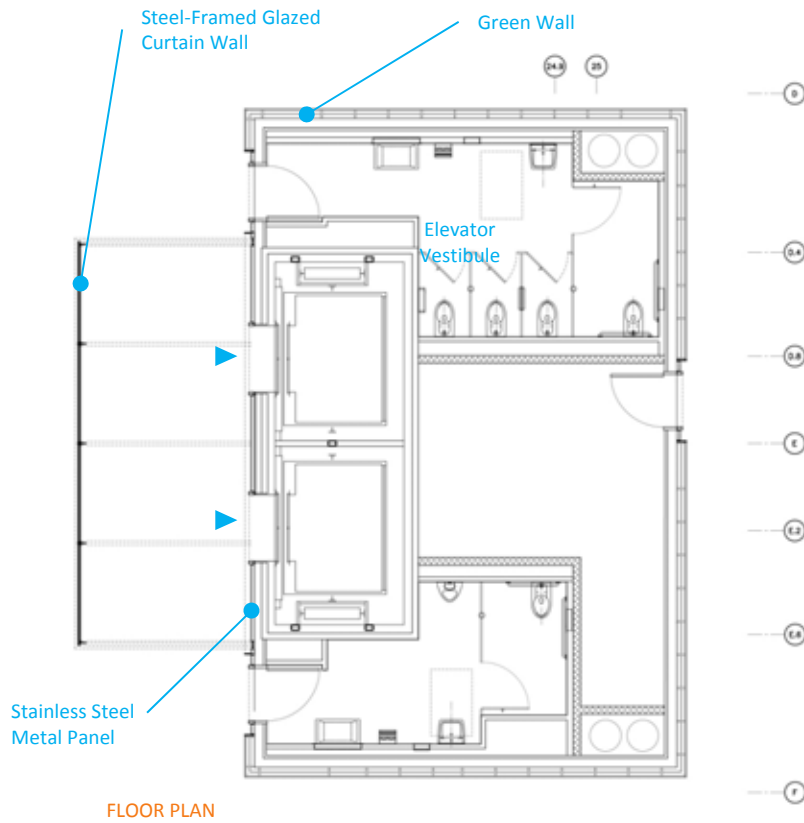 Steel-Framed Glazed
Curtain Wall
Green Wall
24.9
25
D
Elevator
Vestibule
D.4
D.8
E
E.2
E.8
Stainless Steel
Metal Panel
F
FLOOR PLAN